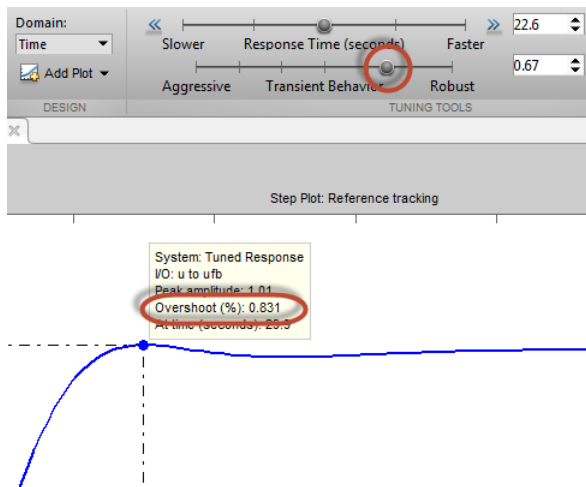 Domain:
Time
Add Plot
DESIGN
Slower Response Time (seconds) Faster
22.6
Aggressive Transient Behavior Robust
0.67
TUNING TOOLS
Step Plot: Reference tracking
System: Tuned Response
I/O: u to ufb
Peak amplitude: 1.01
Overshoot (%): 0.831
At time (seconds):